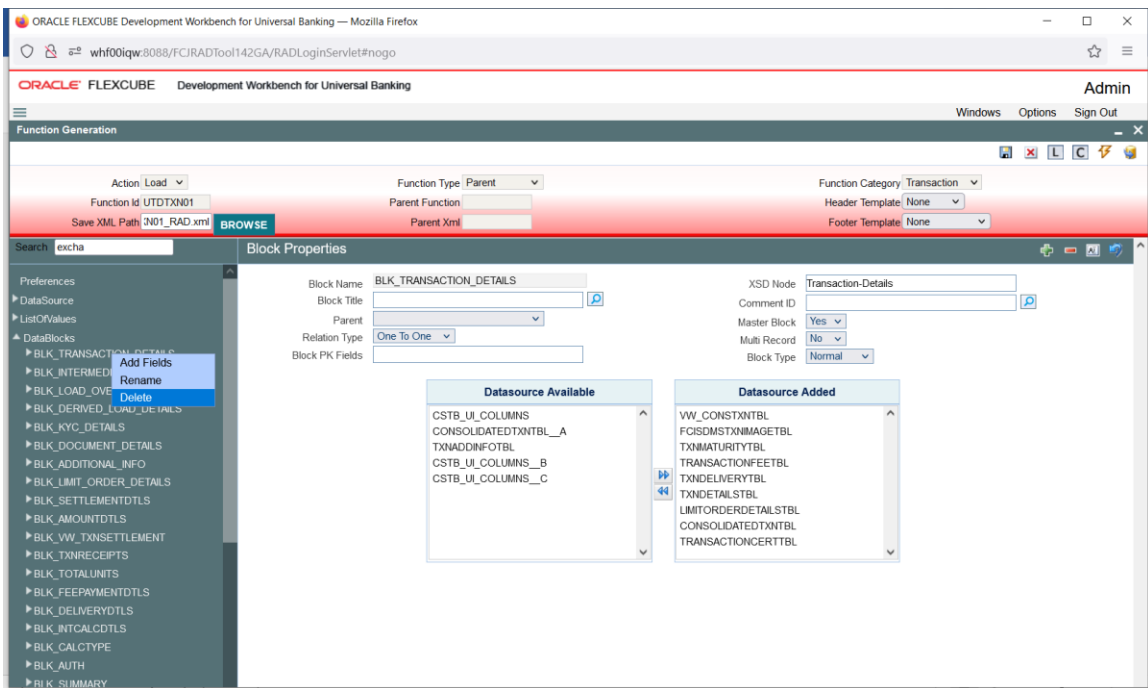 ORACLE FLEXCUBE Development Workbench for Universal Banking — Mozilla Firefox
whf00iqw:8088/FCJRADTool142GA/RADLoginServlet#nogo
ORACLE FLEXCUBE Development Workbench for Universal Banking Admin
Windows Options Sign Out
Function Generation
L C
Action Load Function Type Parent Function Category Transaction
Function Id UTDTXN01 Parent Function Header Template None
Save XML Path N01_RAD.xml BROWSE Parent Xml Footer Template None
Search excha Block Properties
Preferences
DataSource
ListOfValues
DataBlocks
BLK_TRANSACTION_DETAILS
BLK_INTERMEDI
BLK_LOAD_OVE
BLK_DERIVED_LOAD_DETAILS
BLK_KYC_DETAILS
BLK_DOCUMENT_DETAILS
BLK_ADDITIONAL_INFO
BLK_LIMIT_ORDER_DETAILS
BLK_SETTLEMENTDTLS
BLK_AMOUNTDTLS
BLK_VW_TXNSETTLEMENT
BLK_TXNRECEIPTS
BLK_TOTALUNITS
BLK_FEEPAYMENTDTLS
BLK_DELIVERYDTLS
BLK_INTCALCDTLS
BLK_CALCTYPE
BLK_AUTH
BLK_SUMMARY
Add Fields
Rename
Delete
Block Name BLK_TRANSACTION_DETAILS XSD Node Transaction-Details
Block Title Comment ID
Parent Master Block Yes
Relation Type One To One Multi Record No
Block PK Fields Block Type Normal
Datasource Available
CSTB_UI_COLUMNS
CONSOLIDATEDTXNTBL__A
TXNADDINFOTBL
CSTB_UI_COLUMNS__B
CSTB_UI_COLUMNS__C
Datasource Added
VW_CONSTXNTBL
FCISDMSTXNIMAGETBL
TXNMATURITYTBL
TRANSACTIONFEETBL
TXNDELIVERYTBL
TXNDETAILSTBL
LIMITORDERDETAILSTBL
CONSOLIDATEDTXNTBL
TRANSACTIONCERTTBL